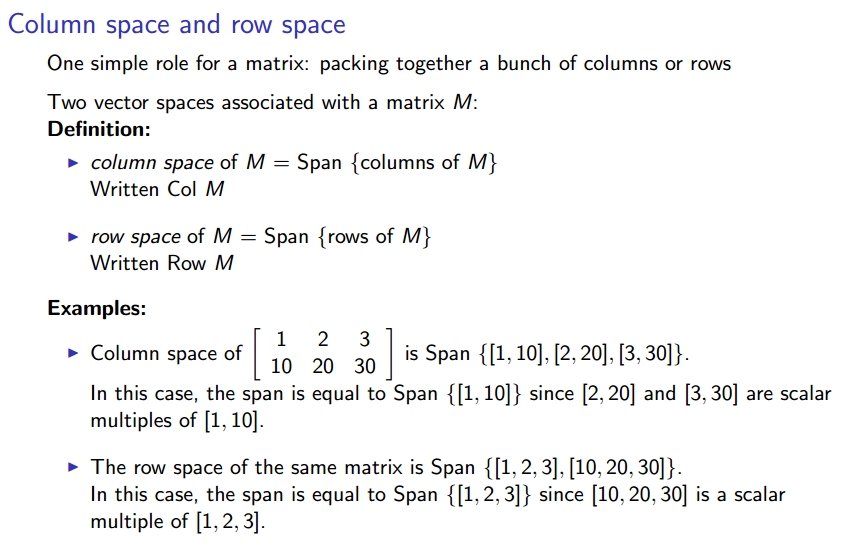 Column space and row space
One simple role for a matrix: packing together a bunch of columns or rows
Two vector spaces associated with a matrix M:
Definition:
▶ column space of M = Span {columns of M}
Written Col M
▶ row space of M = Span {rows of M}
Written Row M
Examples:
▶ Column space of [ 1 2 3 ; 10 20 30 ] is Span {[1, 10], [2, 20], [3, 30]}.
In this case, the span is equal to Span {[1, 10]} since [2, 20] and [3, 30] are scalar
multiples of [1, 10].
▶ The row space of the same matrix is Span {[1, 2, 3], [10, 20, 30]}.
In this case, the span is equal to Span {[1, 2, 3]} since [10, 20, 30] is a scalar
multiple of [1, 2, 3].